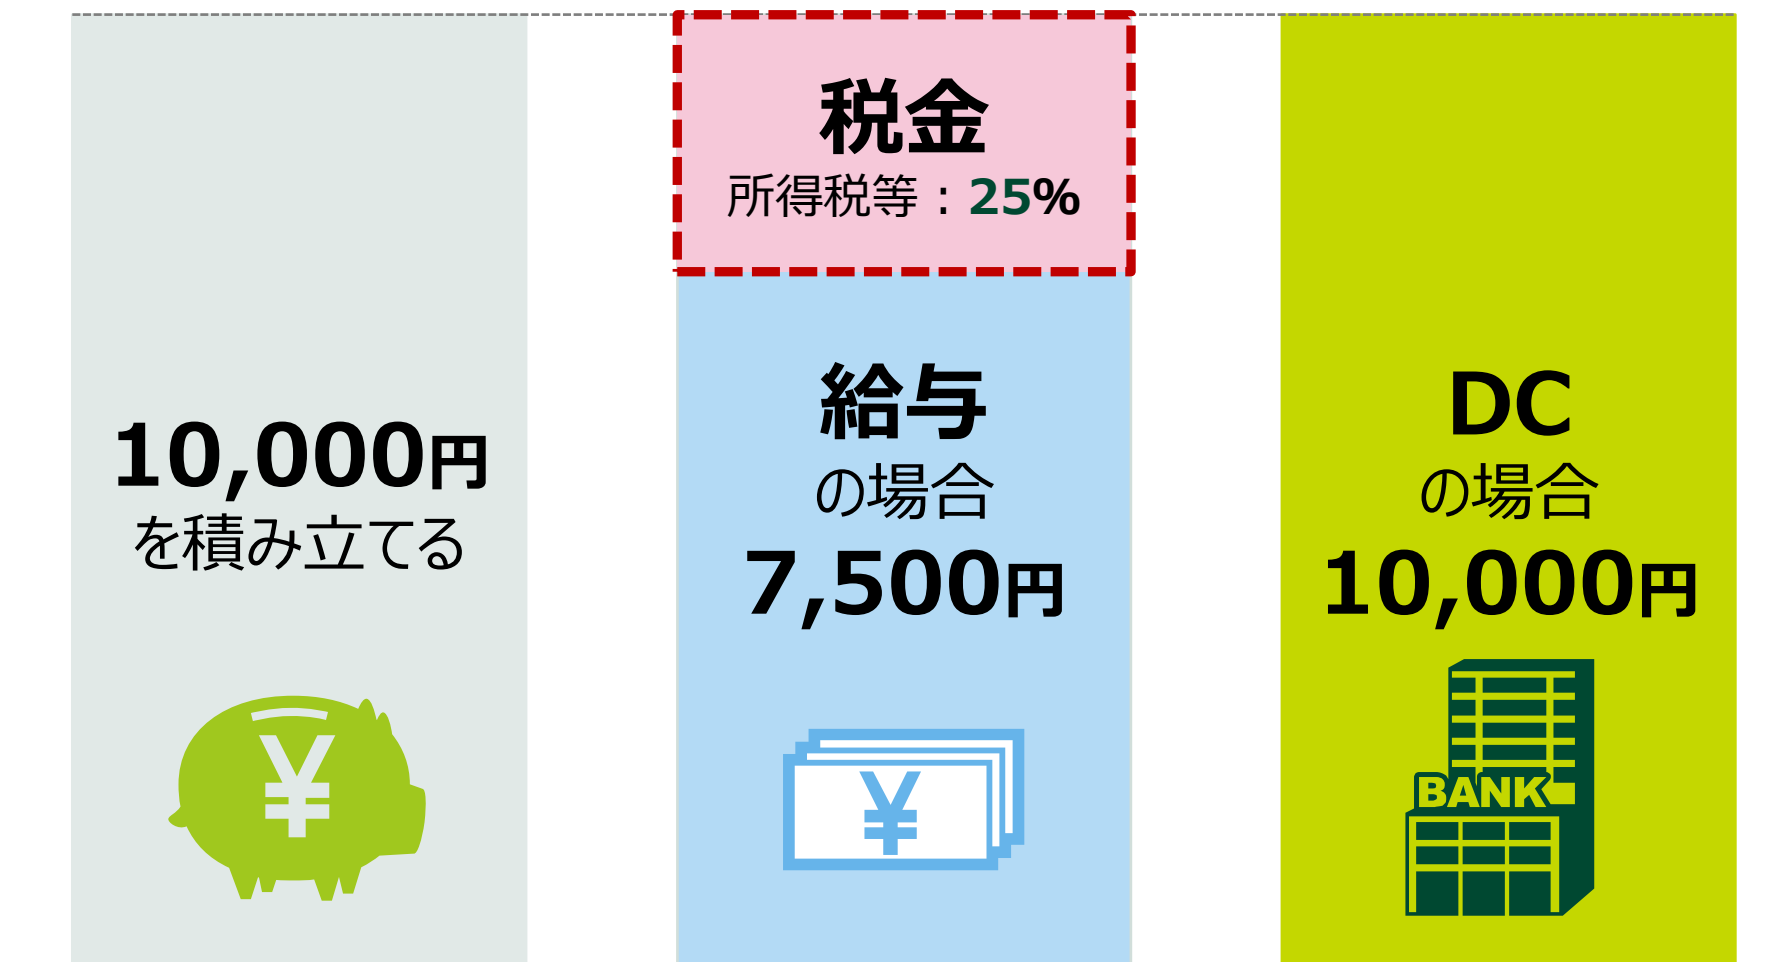 10,000円
を積み立てる
¥
税金
所得税等：25%
給与
の場合
7,500円
¥
DC
の場合
10,000円
BANK